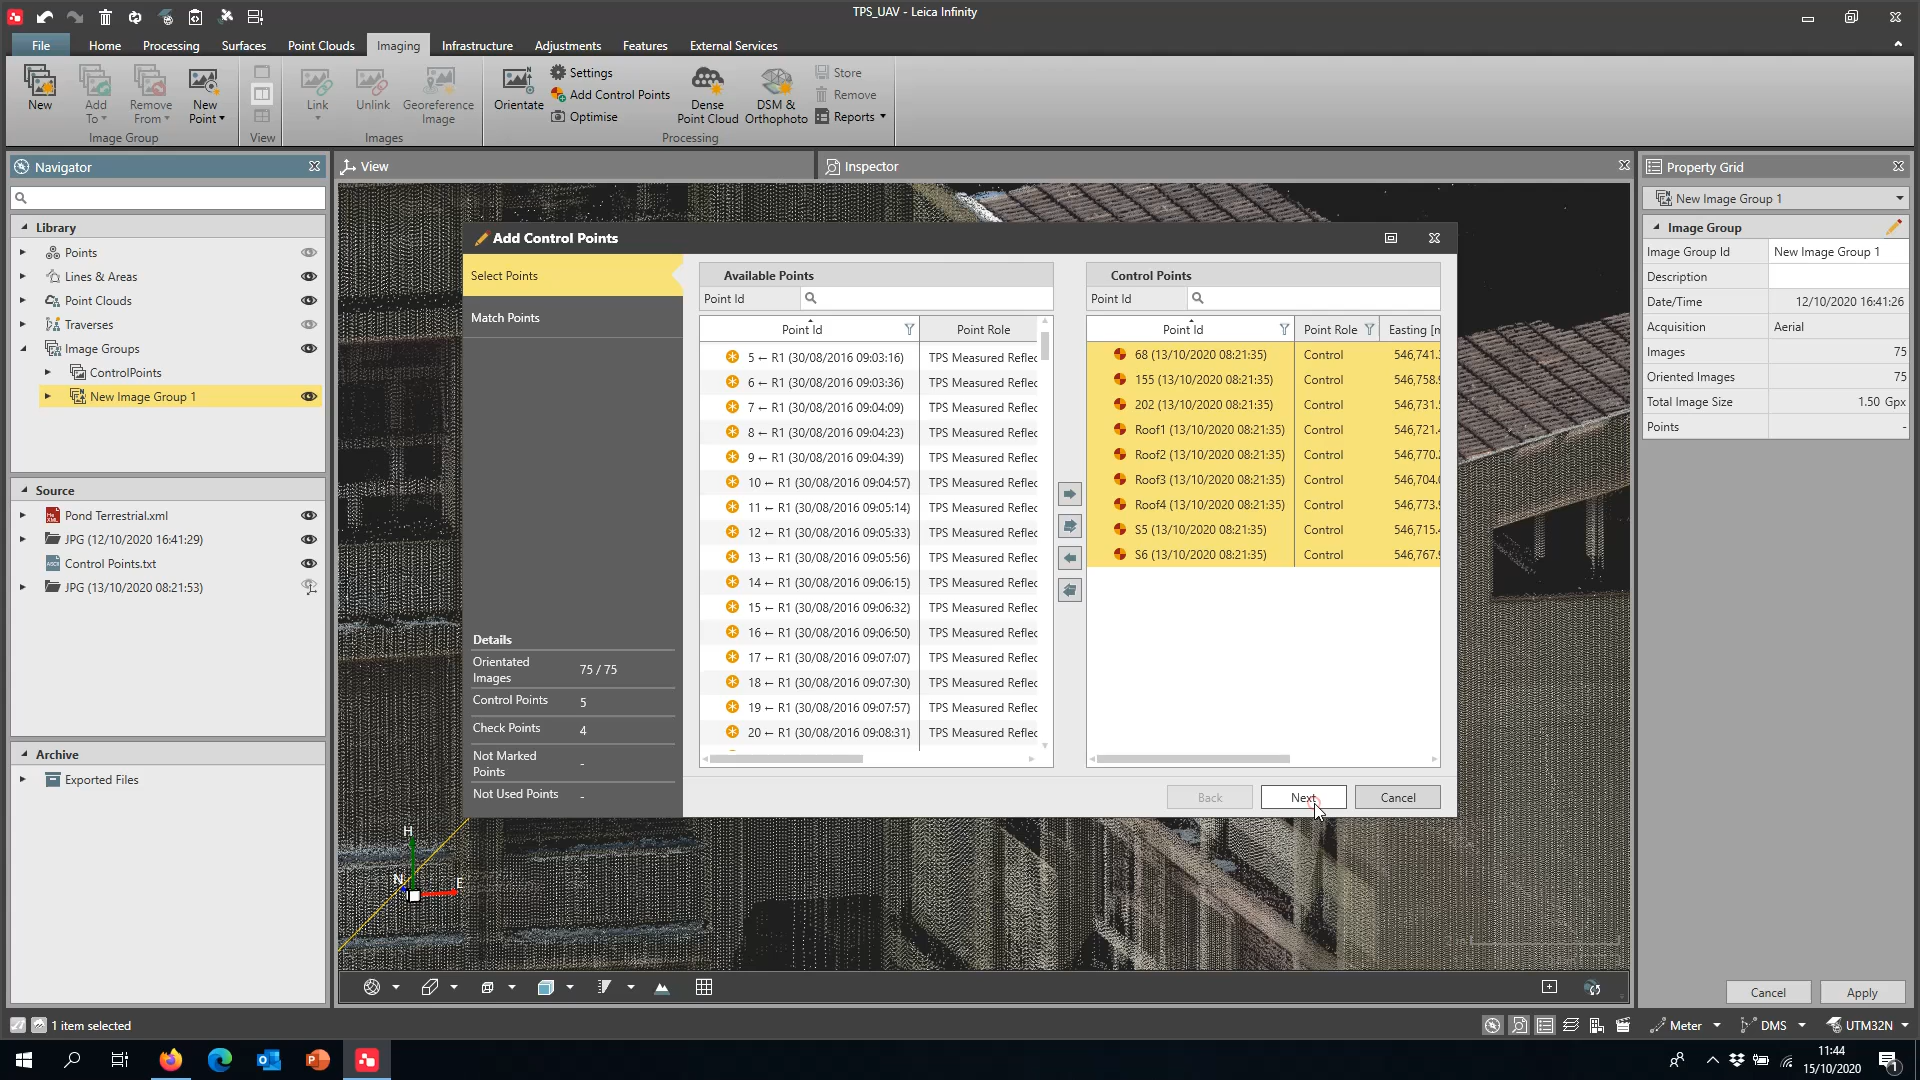 TPS_UAV - Leica Infinity
File Home Processing Surfaces Point Clouds Imaging Infrastructure Adjustments Features External Services
New
Add To
Remove From
New Point
Link
Unlink
Georeference Image
Orientate
Settings
Add Control Points
Optimise
Dense Point Cloud
DSM & Orthophoto
Store
Remove
Reports
Image Group View Images Processing
Navigator
Library
Points
Lines & Areas
Point Clouds
Traverses
Image Groups
ControlPoints
New Image Group 1
Source
Pond Terrestrial.xml
JPG (12/10/2020 16:41:29)
Control Points.txt
JPG (13/10/2020 08:21:53)
Archive
Exported Files
View
Inspector
Add Control Points
Select Points
Match Points
Details
Orientated Images 75 / 75
Control Points 5
Check Points 4
Not Marked Points -
Not Used Points -
Available Points
Point Id
Point Id Point Role
5 ← R1 (30/08/2016 09:03:16) TPS Measured Reflec
6 ← R1 (30/08/2016 09:03:36) TPS Measured Reflec
7 ← R1 (30/08/2016 09:04:09) TPS Measured Reflec
8 ← R1 (30/08/2016 09:04:23) TPS Measured Reflec
9 ← R1 (30/08/2016 09:04:39) TPS Measured Reflec
10 ← R1 (30/08/2016 09:04:57) TPS Measured Reflec
11 ← R1 (30/08/2016 09:05:14) TPS Measured Reflec
12 ← R1 (30/08/2016 09:05:33) TPS Measured Reflec
13 ← R1 (30/08/2016 09:05:56) TPS Measured Reflec
14 ← R1 (30/08/2016 09:06:15) TPS Measured Reflec
15 ← R1 (30/08/2016 09:06:32) TPS Measured Reflec
16 ← R1 (30/08/2016 09:06:50) TPS Measured Reflec
17 ← R1 (30/08/2016 09:07:07) TPS Measured Reflec
18 ← R1 (30/08/2016 09:07:30) TPS Measured Reflec
19 ← R1 (30/08/2016 09:07:57) TPS Measured Reflec
20 ← R1 (30/08/2016 09:08:31) TPS Measured Reflec
Control Points
Point Id
Point Id Point Role Easting [m
68 (13/10/2020 08:21:35) Control 546,741.
155 (13/10/2020 08:21:35) Control 546,758.
202 (13/10/2020 08:21:35) Control 546,731.
Roof1 (13/10/2020 08:21:35) Control 546,721.
Roof2 (13/10/2020 08:21:35) Control 546,770.
Roof3 (13/10/2020 08:21:35) Control 546,704.
Roof4 (13/10/2020 08:21:35) Control 546,773.
S5 (13/10/2020 08:21:35) Control 546,715.
S6 (13/10/2020 08:21:35) Control 546,767.
Back Next Cancel
H
N E
Property Grid
New Image Group 1
Image Group
Image Group Id New Image Group 1
Description
Date/Time 12/10/2020 16:41:26
Acquisition Aerial
Images 75
Oriented Images 75
Total Image Size 1.50 Gpx
Points -
Cancel Apply
1 item selected
Meter DMS UTM32N
11:44
15/10/2020
1